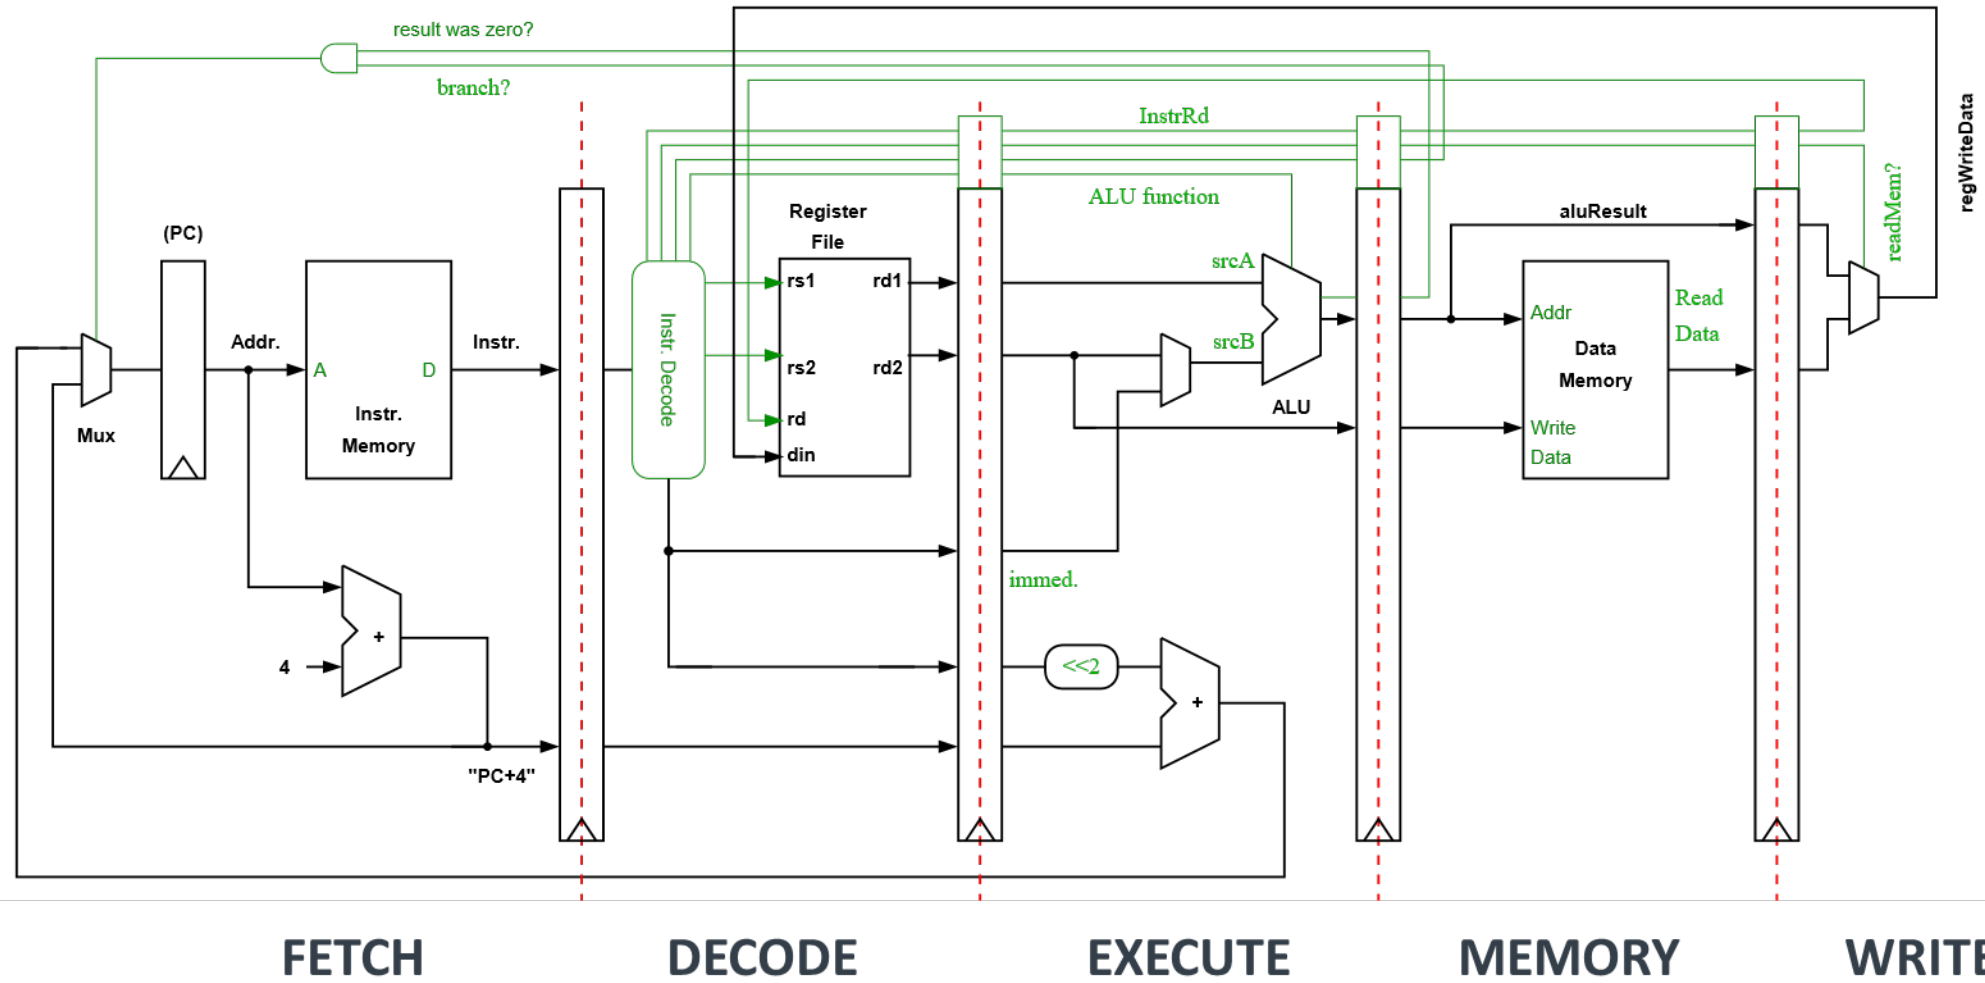 result was zero?
branch?
InstrRd
ALU function
regWriteData
readMem?
(PC)
Addr.
A
D
Instr.
Instr.
Memory
Mux
4
+
"PC+4"
Instr. Decode
Register
File
rs1
rd1
rs2
rd2
rd
din
srcA
srcB
ALU
immed.
<<2
+
aluResult
Addr
Data
Memory
Write
Data
Read
Data
FETCH
DECODE
EXECUTE
MEMORY
WRITE